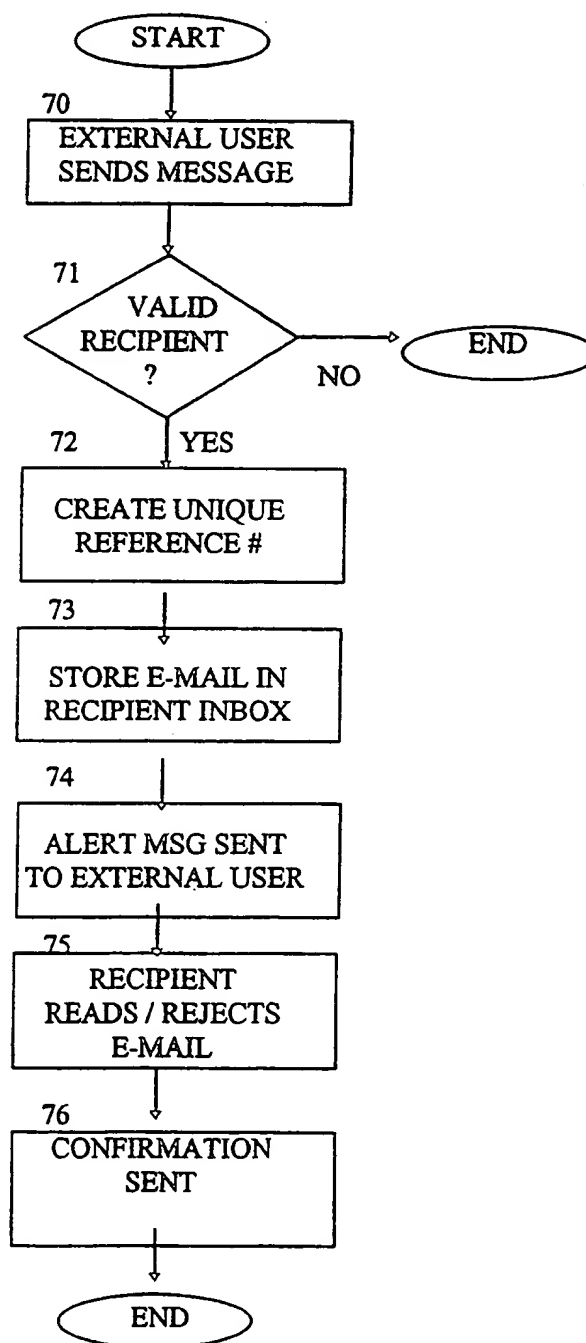 START
70
EXTERNAL USER
SENDS MESSAGE
71
VALID
RECIPIENT
?
NO
END
72
YES
CREATE UNIQUE
REFERENCE #
73
STORE E-MAIL IN
RECIPIENT INBOX
74
ALERT MSG SENT
TO EXTERNAL USER
75
RECIPIENT
READS / REJECTS
E-MAIL
76
CONFIRMATION
SENT
END